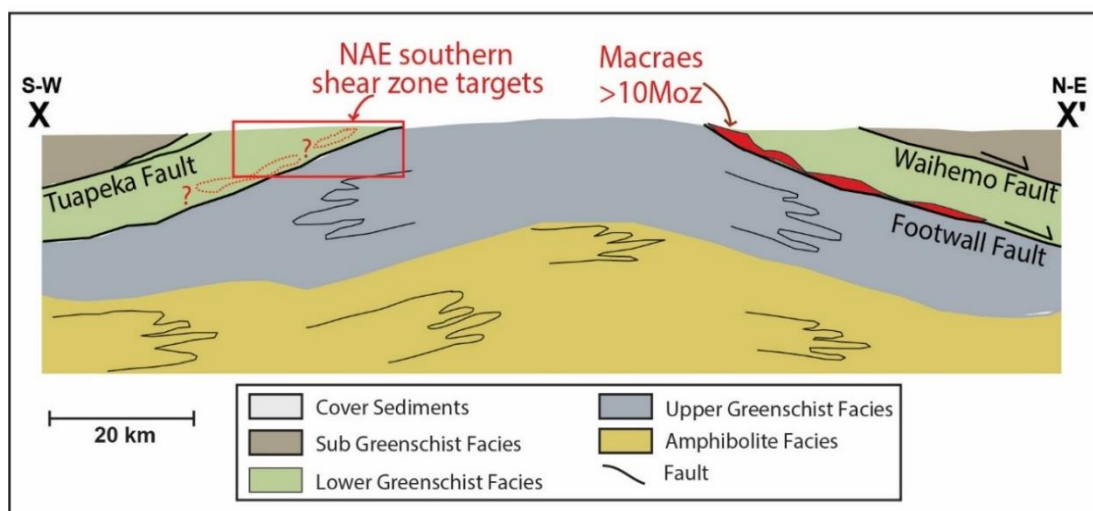 NAE southern
shear zone targets
Macraes
>10Moz
S-W
X
N-E
X'
?
?
Tuapeka Fault
Waihemo Fault
Footwall Fault
20 km
Cover Sediments
Sub Greenschist Facies
Lower Greenschist Facies
Upper Greenschist Facies
Amphibolite Facies
Fault